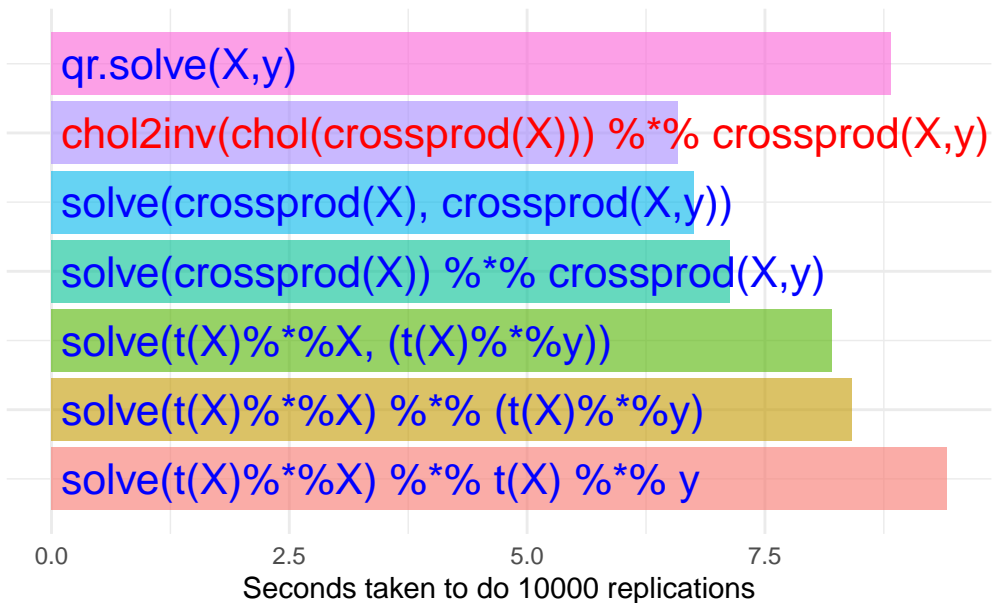 qr.solve(X,y)
chol2inv(chol(crossprod(X))) %*% crossprod(X,y)
solve(crossprod(X), crossprod(X,y))
solve(crossprod(X)) %*% crossprod(X,y)
solve(t(X)%*%X, (t(X)%*%y))
solve(t(X)%*%X) %*% (t(X)%*%y)
solve(t(X)%*%X) %*% t(X) %*% y
0.0 2.5 5.0 7.5
Seconds taken to do 10000 replications